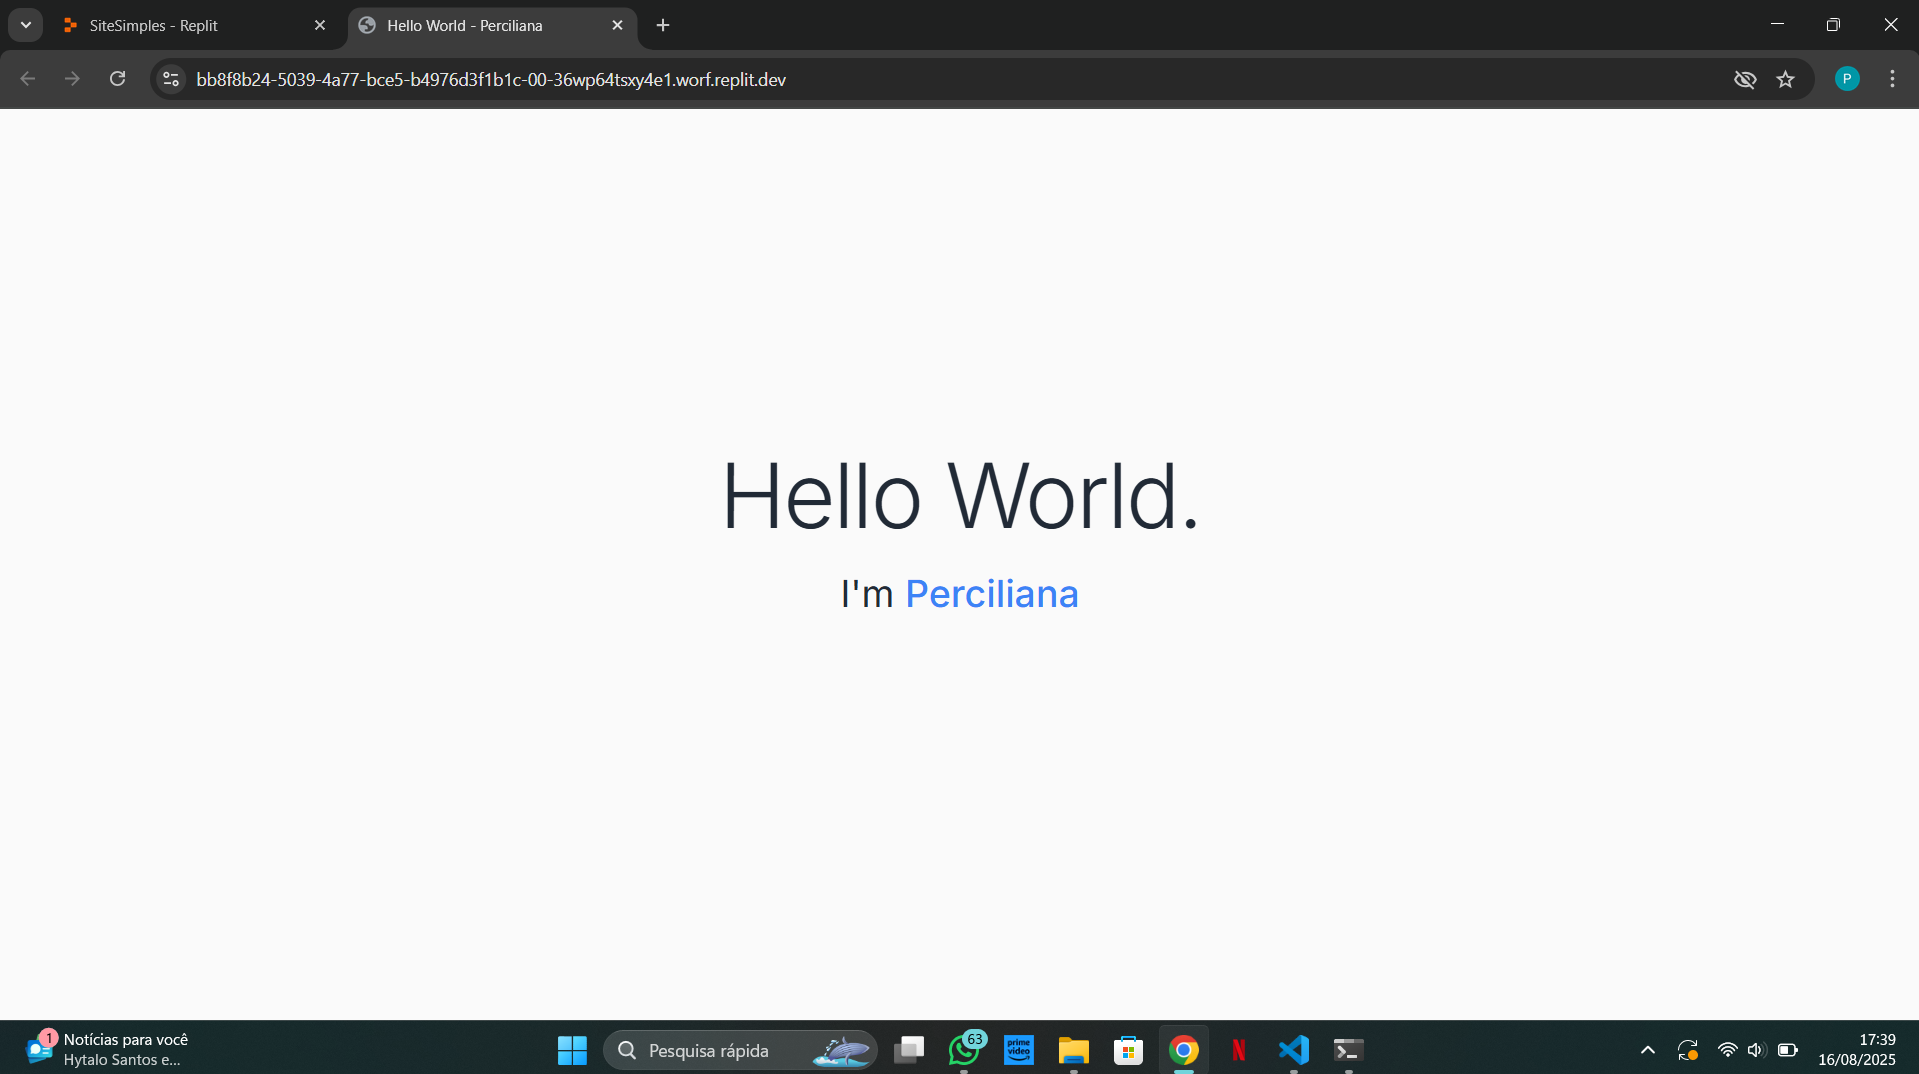 SiteSimples - Replit
Hello World - Perciliana
bb8f8b24-5039-4a77-bce5-b4976d3f1b1c-00-36wp64tsxy4e1.worf.replit.dev
P
Hello World.
I'm Perciliana
1
Notícias para você
Hytalo Santos e...
Pesquisa rápida
63
prime video
N
17:39
16/08/2025